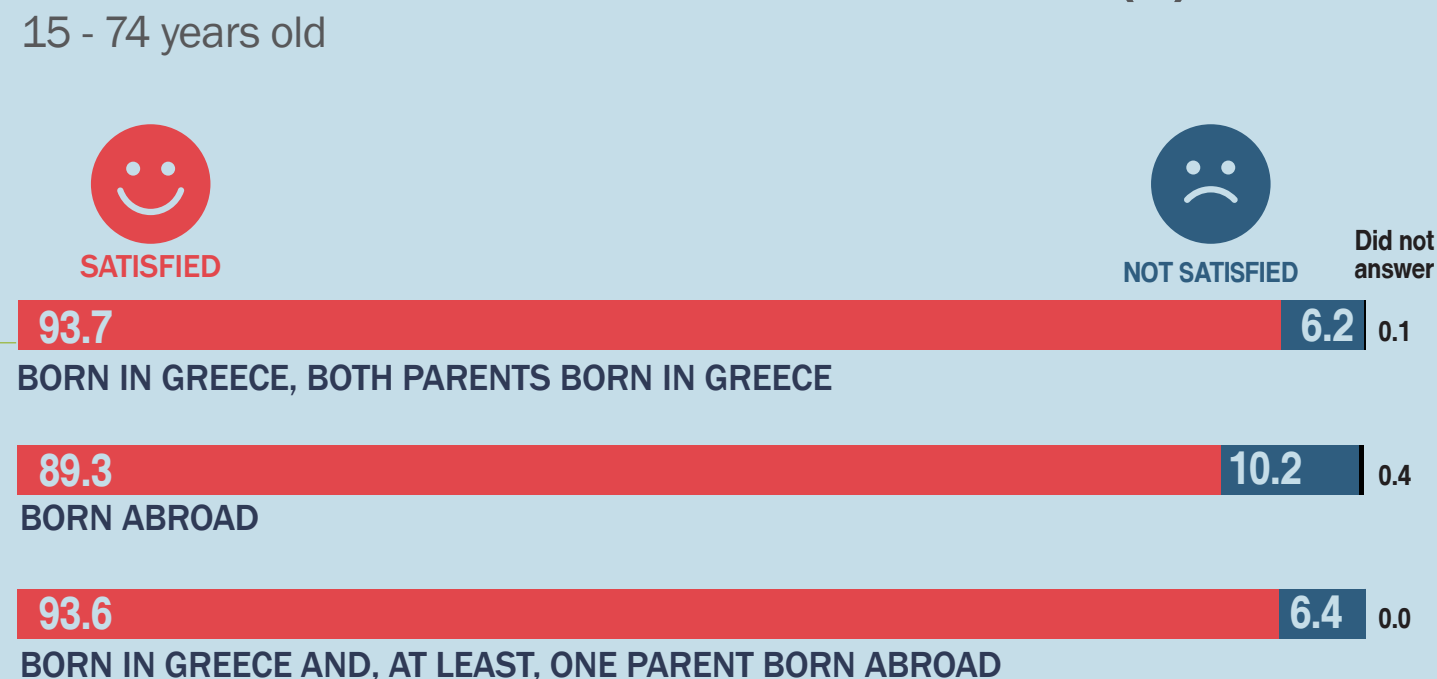 15 - 74 years old
SATISFIED
NOT SATISFIED
Did not
answer
93.7 6.2 0.1
BORN IN GREECE, BOTH PARENTS BORN IN GREECE
89.3 10.2 0.4
BORN ABROAD
93.6 6.4 0.0
BORN IN GREECE AND, AT LEAST, ONE PARENT BORN ABROAD